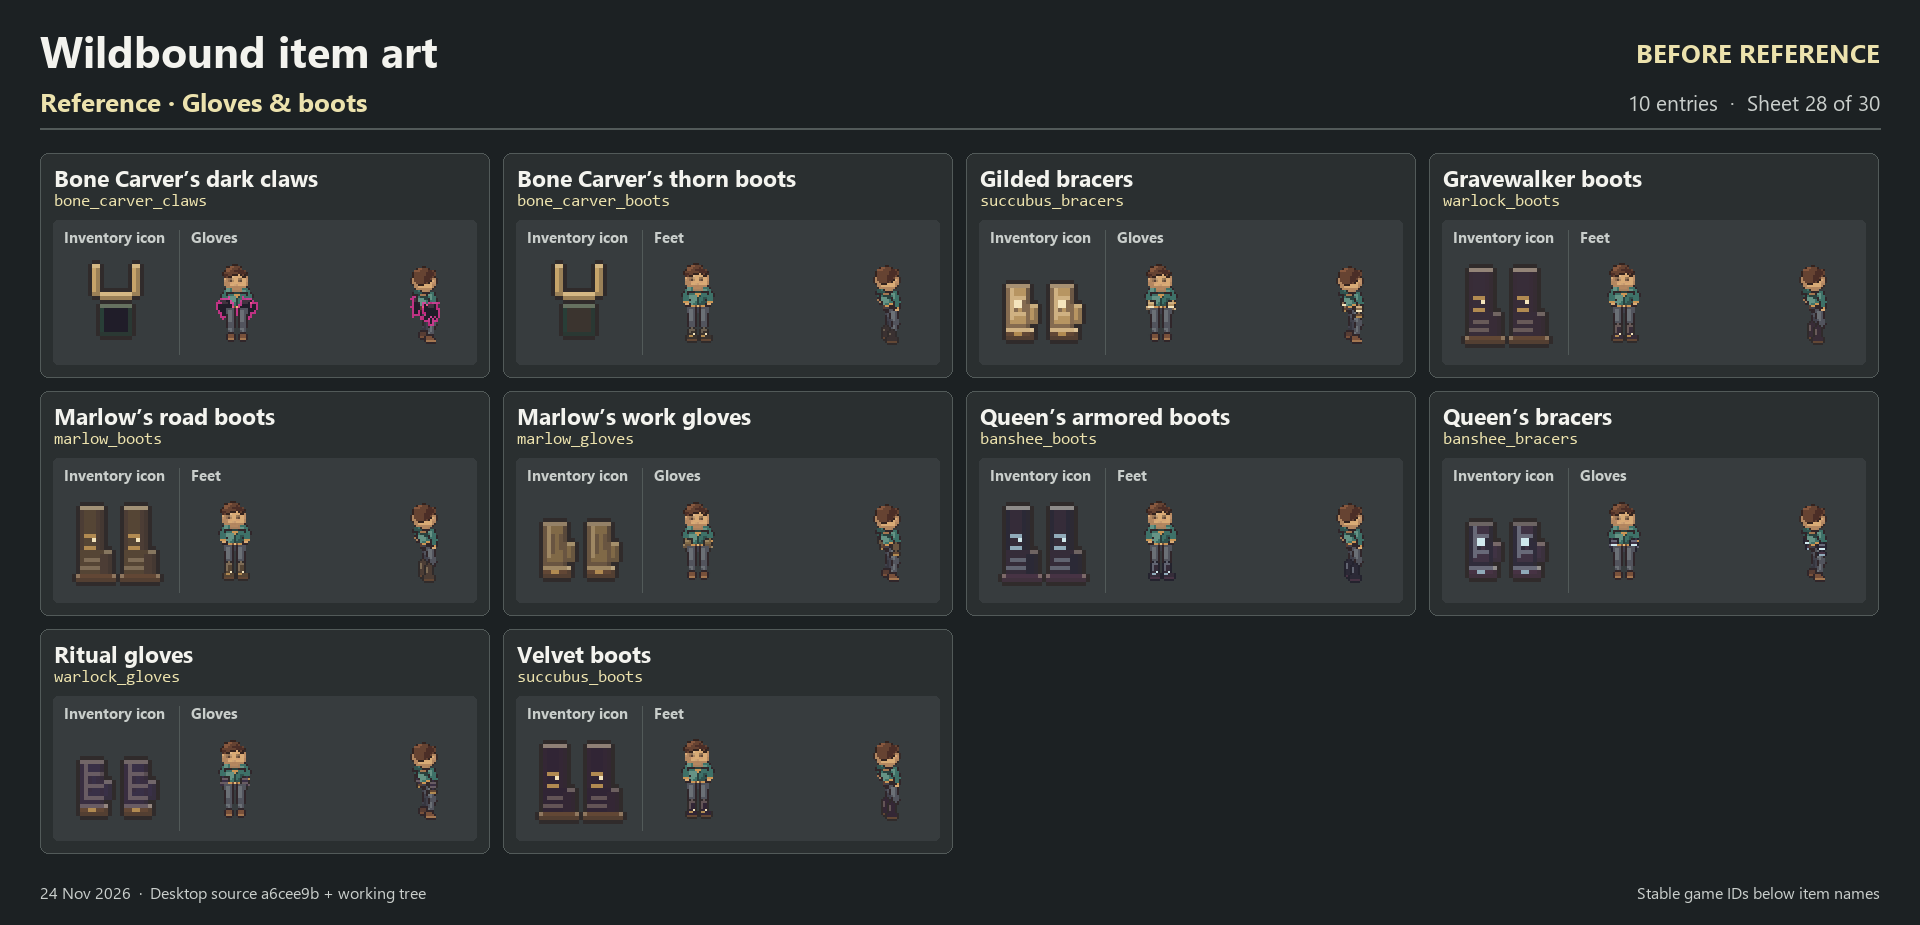 Wildbound item art
BEFORE REFERENCE
Reference · Gloves & boots
10 entries · Sheet 28 of 30
Bone Carver’s dark claws
bone_carver_claws
Inventory icon
Gloves
Bone Carver’s thorn boots
bone_carver_boots
Inventory icon
Feet
Gilded bracers
succubus_bracers
Inventory icon
Gloves
Gravewalker boots
warlock_boots
Inventory icon
Feet
Marlow’s road boots
marlow_boots
Inventory icon
Feet
Marlow’s work gloves
marlow_gloves
Inventory icon
Gloves
Queen’s armored boots
banshee_boots
Inventory icon
Feet
Queen’s bracers
banshee_bracers
Inventory icon
Gloves
Ritual gloves
warlock_gloves
Inventory icon
Gloves
Velvet boots
succubus_boots
Inventory icon
Feet
24 Nov 2026 · Desktop source a6cee9b + working tree
Stable game IDs below item names